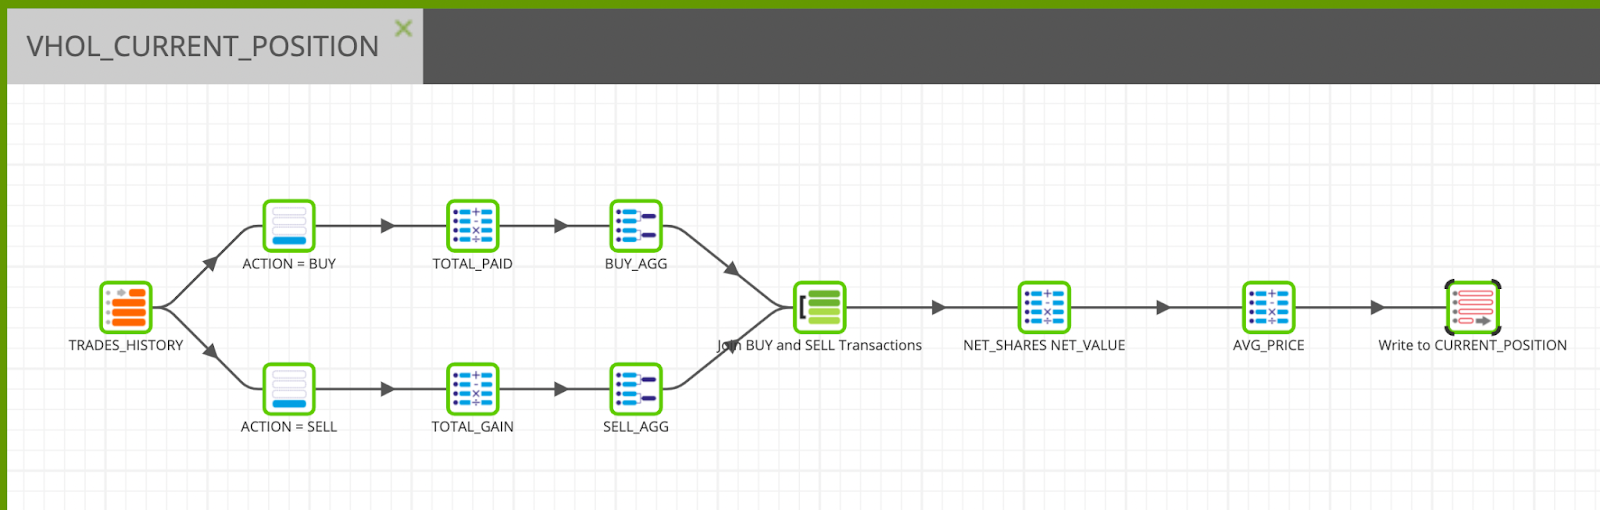 VHOL_CURRENT_POSITION
ACTION = BUY
TOTAL_PAID
BUY_AGG
TRADES_HISTORY
Join BUY and SELL Transactions
NET_SHARES NET_VALUE
AVG_PRICE
Write to CURRENT_POSITION
ACTION = SELL
TOTAL_GAIN
SELL_AGG